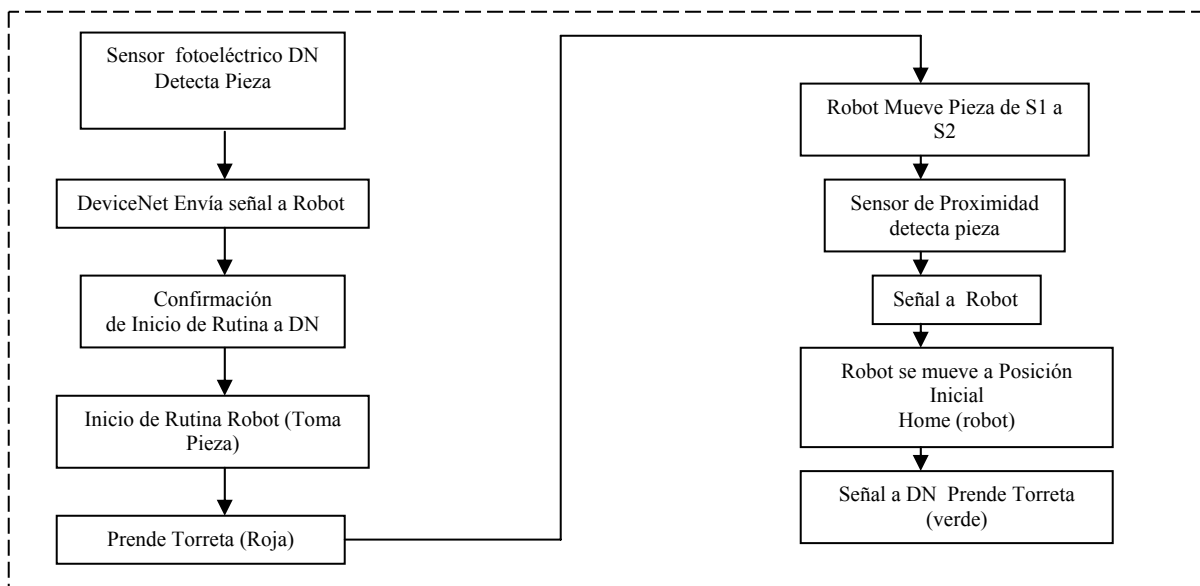 Sensor fotoeléctrico DN
Detecta Pieza
DeviceNet Envía señal a Robot
Confirmación
de Inicio de Rutina a DN
Inicio de Rutina Robot (Toma
Pieza)
Prende Torreta (Roja)
Robot Mueve Pieza de S1 a
S2
Sensor de Proximidad
detecta pieza
Señal a Robot
Robot se mueve a Posición
Inicial
Home (robot)
Señal a DN Prende Torreta
(verde)